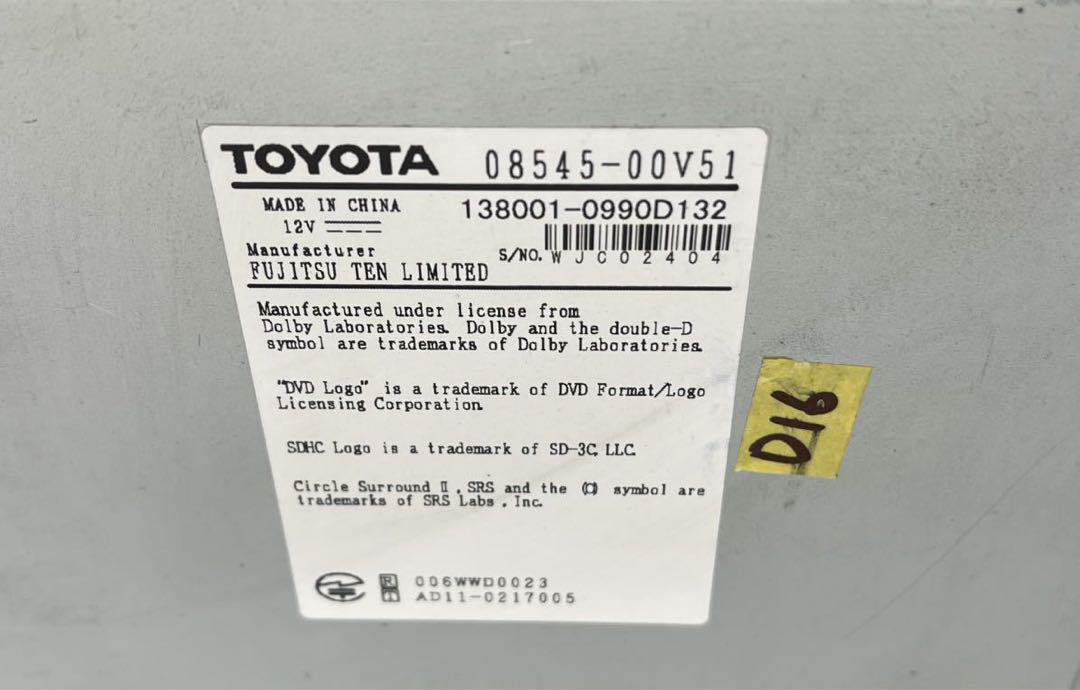 TOYOTA 08545-00V51
MADE IN CHINA 138001-0990D132
12V
Manufacturer S/NO. WJC02404
FUJITSU TEN LIMITED
Manufactured under license from
Dolby Laboratories. Dolby and the double-D
symbol are trademarks of Dolby Laboratories.
"DVD Logo" is a trademark of DVD Format/Logo
Licensing Corporation.
SDHC Logo is a trademark of SD-3C, LLC.
Circle Surround II, SRS and the symbol are
trademarks of SRS Labs, Inc.
R 006WWD0023
T AD11-0217005
D16